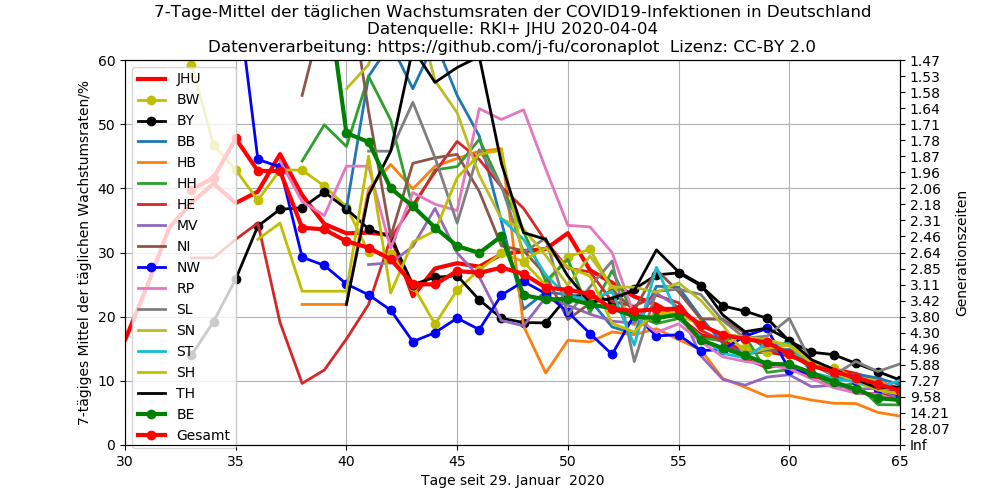 7-Tage-Mittel der täglichen Wachstumsraten der COVID19-Infektionen in Deutschland
Datenquelle: RKI+ JHU 2020-04-04
Datenverarbeitung: https://github.com/j-fu/coronaplot  Lizenz: CC-BY 2.0
7-tägiges Mittel der täglichen Wachstumsraten/%
60
50
40
30
20
10
0
JHU
BW
BY
BB
HB
HH
HE
MV
NI
NW
RP
SL
SN
ST
SH
TH
BE
Gesamt
1.47
1.53
1.58
1.64
1.71
1.78
1.87
1.96
2.06
2.18
2.31
2.46
2.64
2.85
3.11
3.42
3.80
4.30
4.96
5.88
7.27
9.58
14.21
28.07
Inf
Generationszeiten
30 35 40 45 50 55 60 65
Tage seit 29. Januar  2020